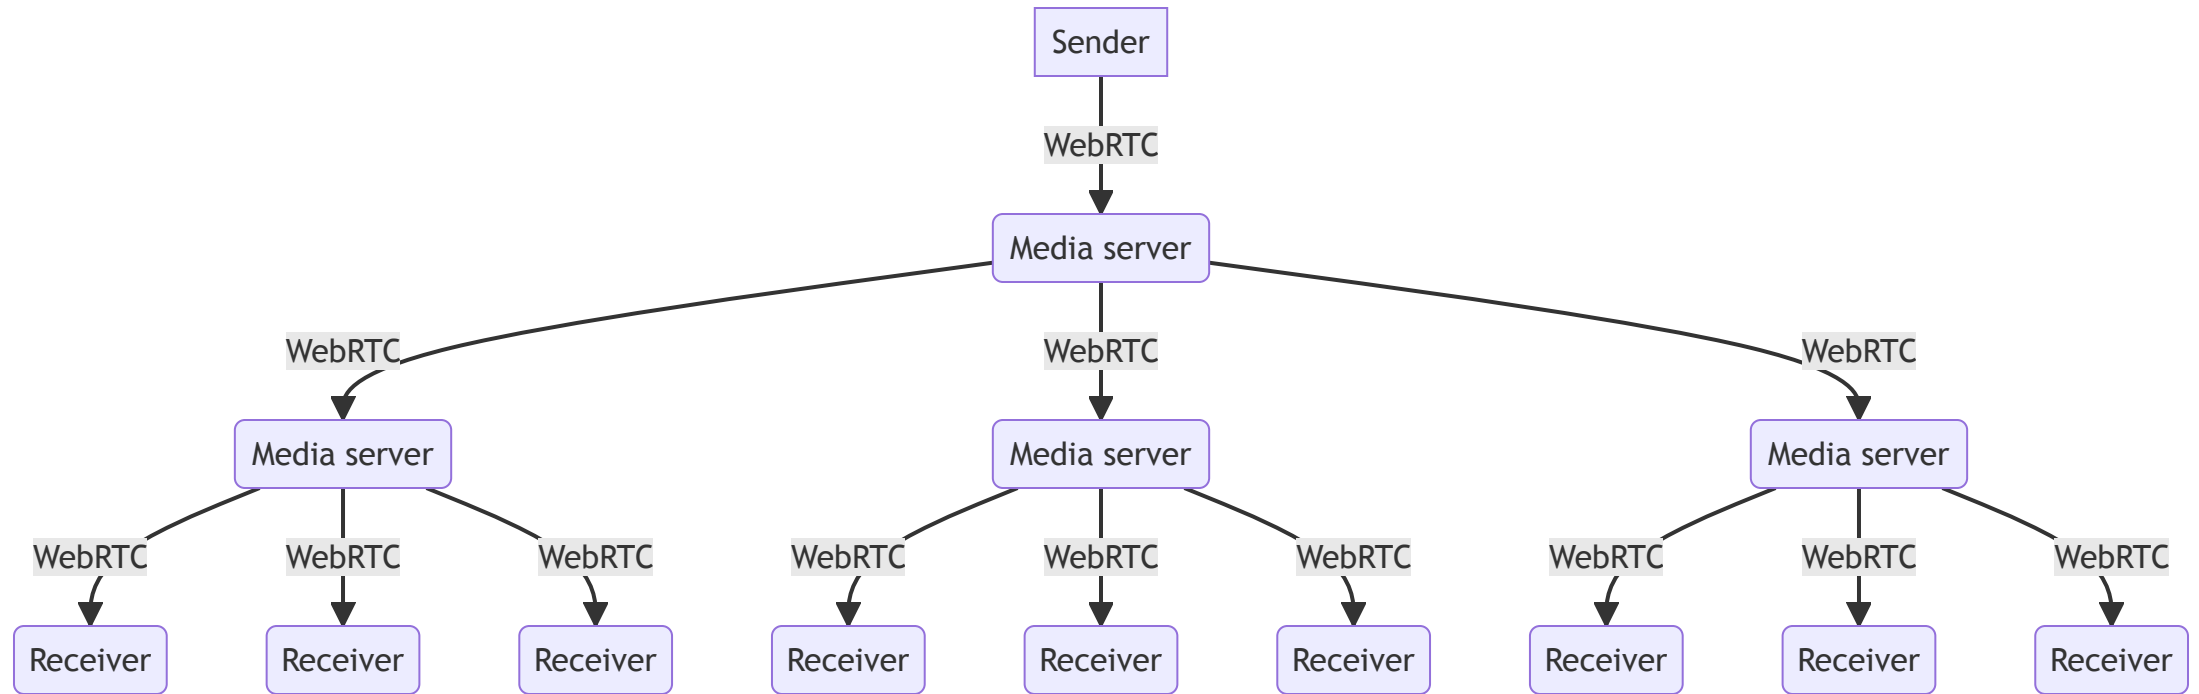 Sender
WebRTC
Media server
WebRTC WebRTC WebRTC
Media server Media server Media server
WebRTC WebRTC WebRTC WebRTC WebRTC WebRTC WebRTC WebRTC WebRTC
Receiver Receiver Receiver Receiver Receiver Receiver Receiver Receiver Receiver